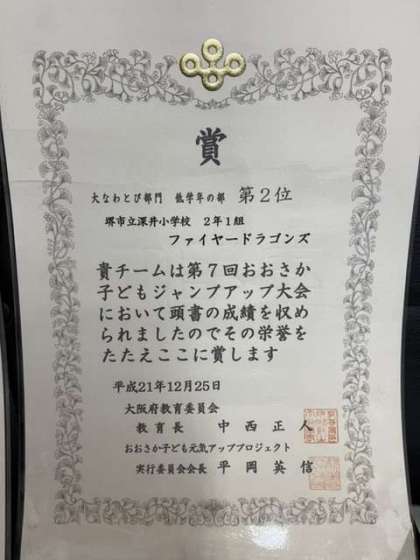 賞
大なわとび部門 低学年の部 第2位
堺市立深井小学校 2年1組
ファイヤードラゴンズ
貴チームは第7回おおさか
子どもジャンプアップ大会
において頭書の成績を収め
られましたのでその栄誉を
たたえここに賞します
平成21年12月25日
大阪府教育委員会
教育長 中西正人
おおさか子ども元気アッププロジェクト
実行委員会会長 平岡英信